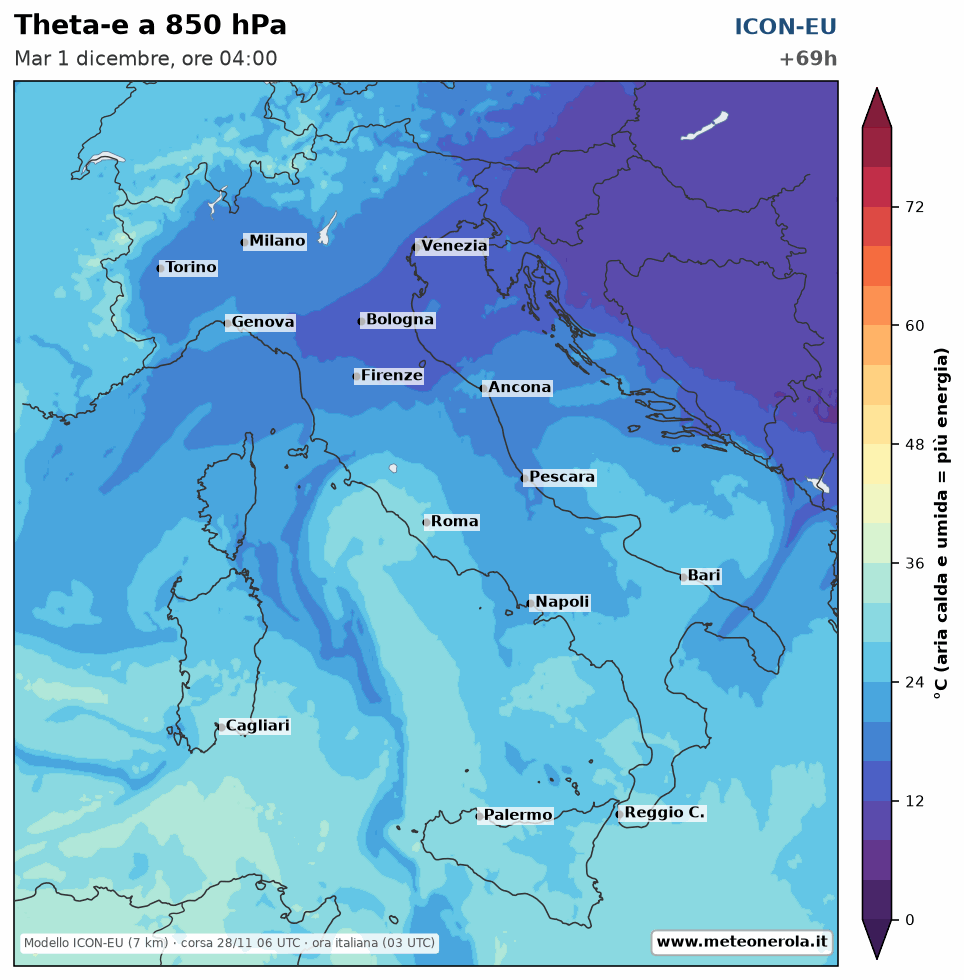 Theta-e a 850 hPa
ICON-EU
Mar 1 dicembre, ore 04:00
+69h
Milano
Venezia
Torino
Genova
Bologna
Firenze
Ancona
Pescara
Roma
Bari
Napoli
Cagliari
Palermo
Reggio C.
72
60
48
36
24
12
0
°C (aria calda e umida = più energia)
Modello ICON-EU (7 km) · corsa 28/11 06 UTC · ora italiana (03 UTC)
www.meteonerola.it